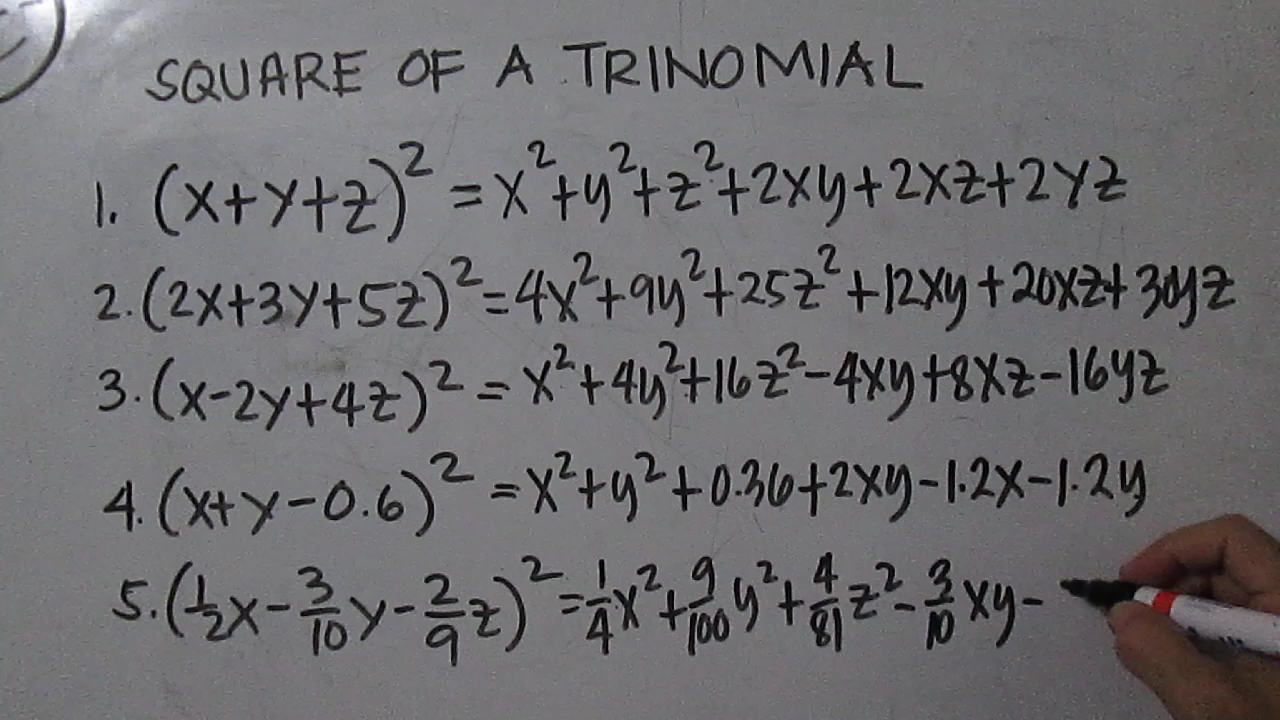 SQUARE OF A TRINOMIAL
1. (x+y+z)² = x²+y²+z²+2xy+2xz+2yz
2. (2x+3y+5z)² = 4x²+9y²+25z²+12xy+20xz+30yz
3. (x-2y+4z)² = x²+4y²+16z²-4xy+8xz-16yz
4. (x+y-0.6)² = x²+y²+0.36+2xy-1.2x-1.2y
5. (1/2x-3/10y-2/9z)² = 1/4x²+9/100y²+4/81z²-3/10xy-